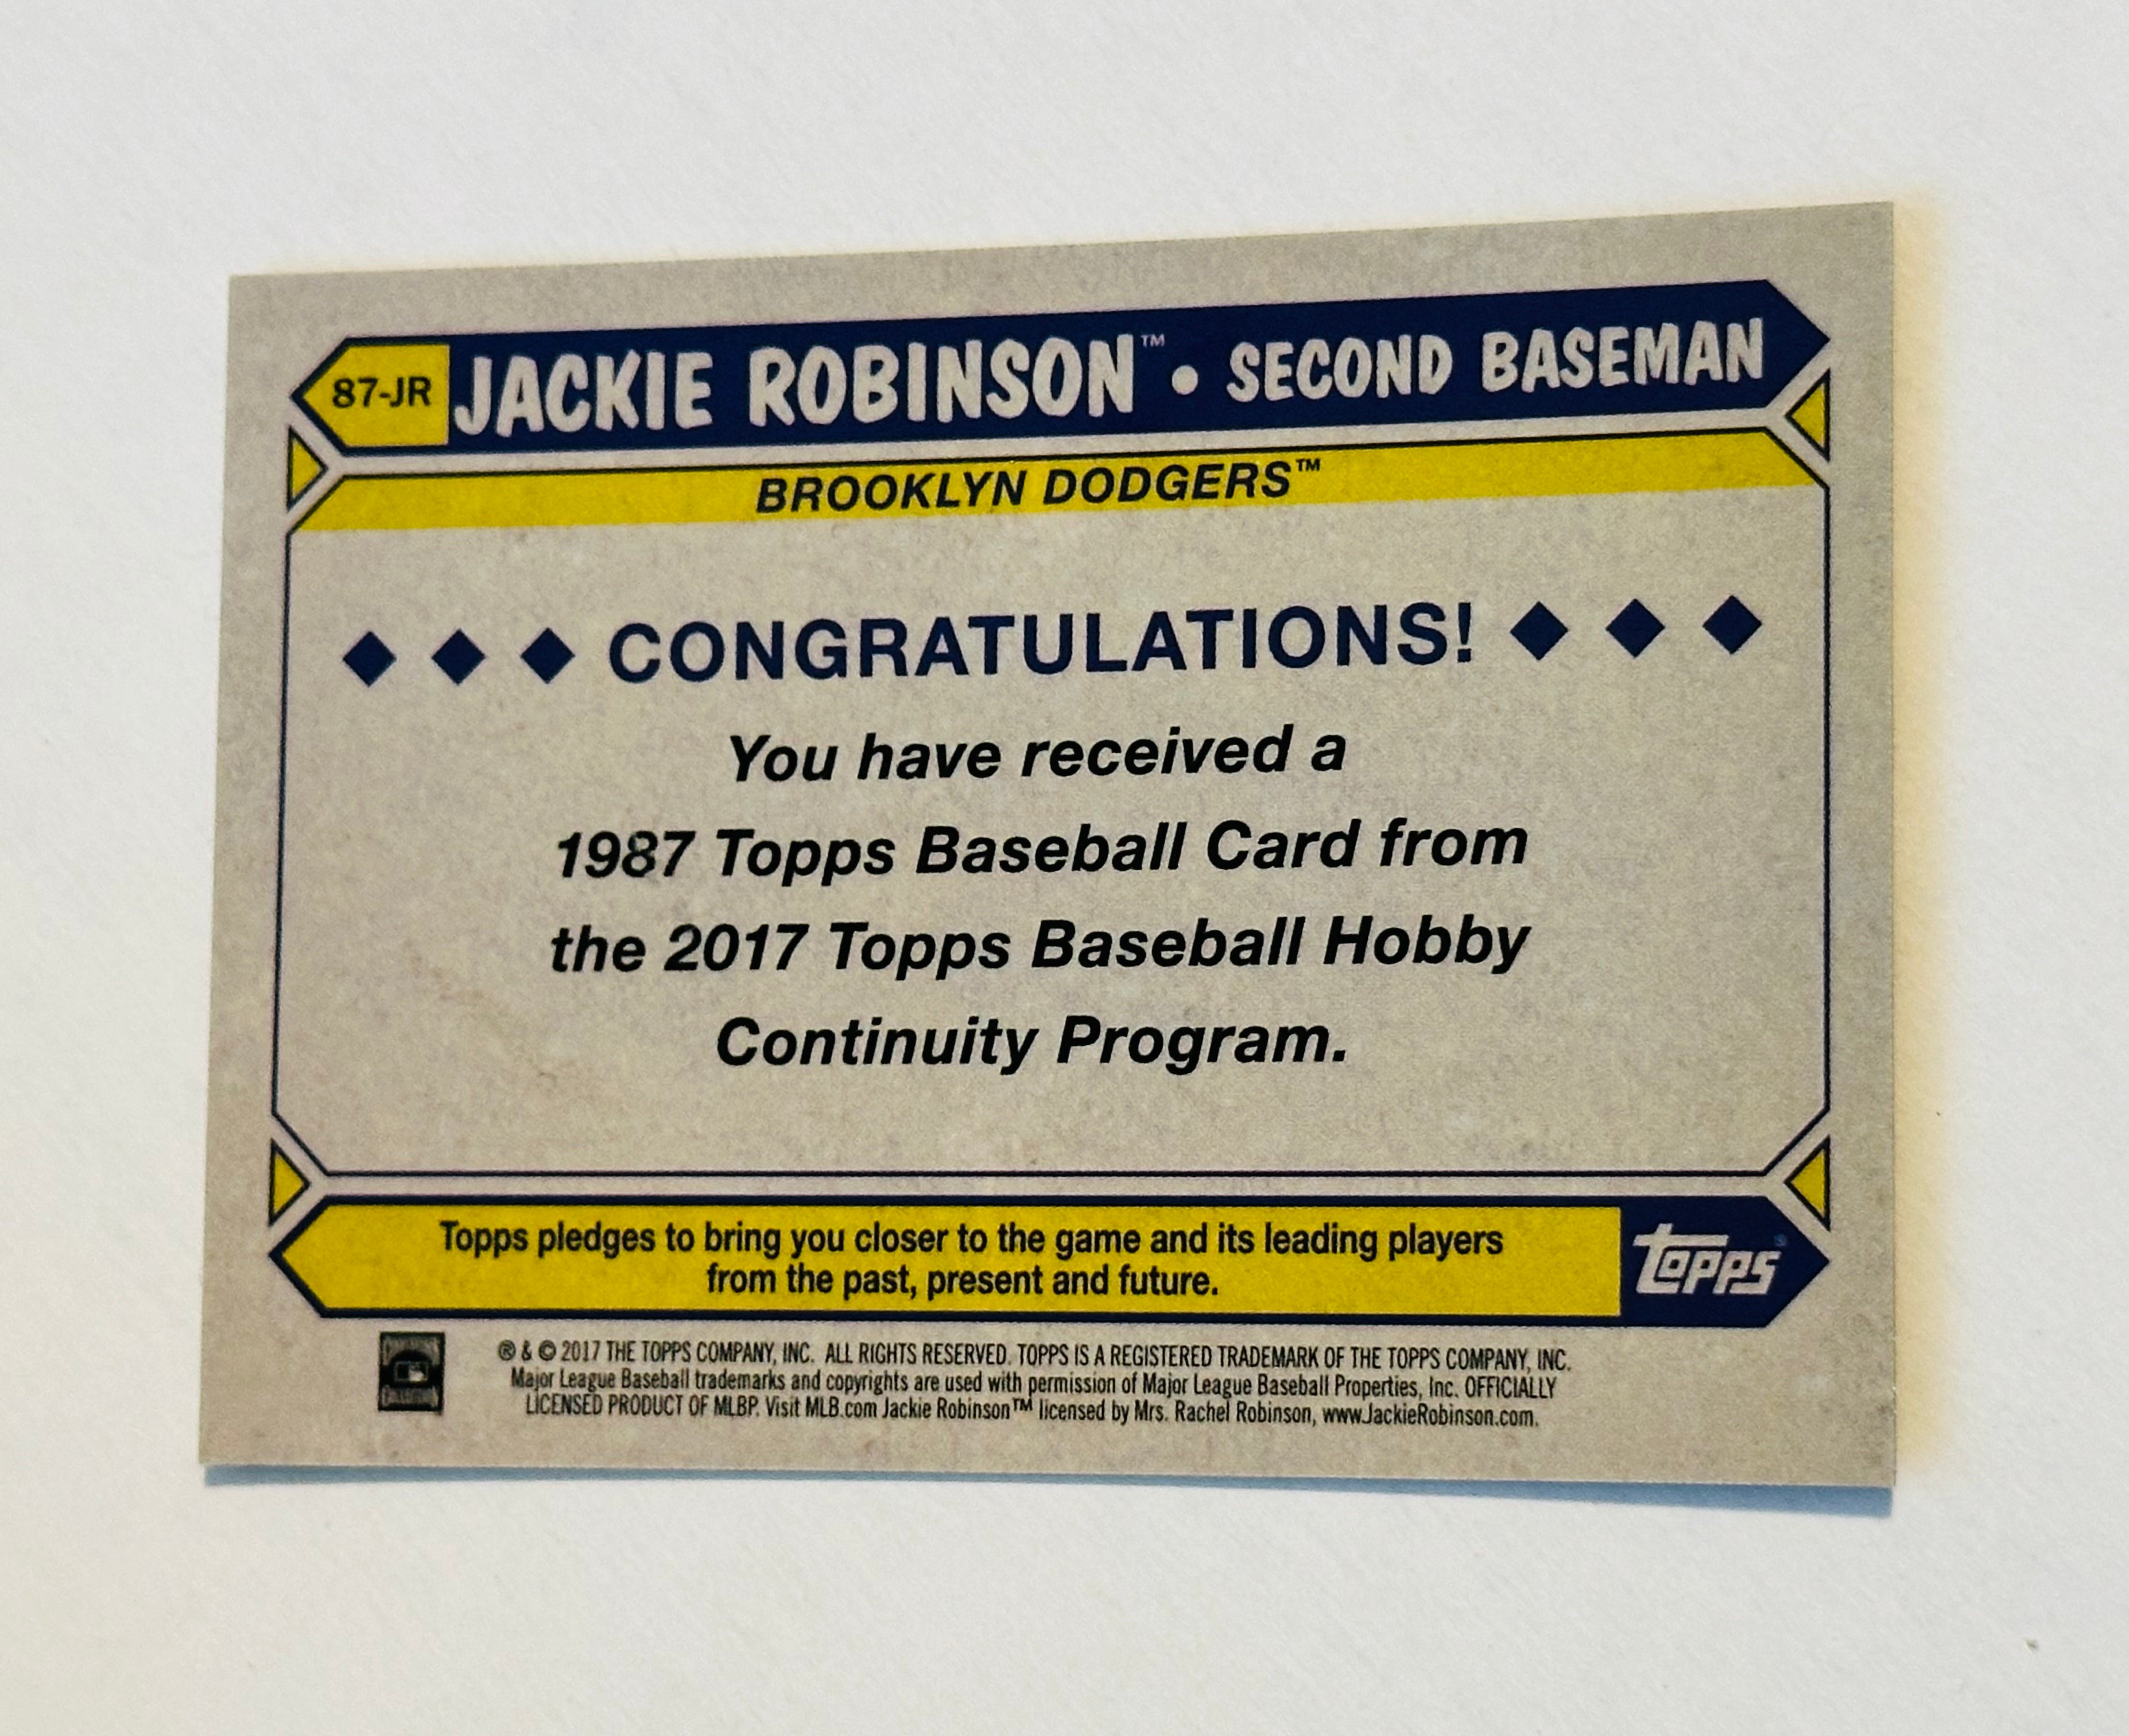 87-JR JACKIE ROBINSON™ • SECOND BASEMAN
BROOKLYN DODGERS™
CONGRATULATIONS!
You have received a
1987 Topps Baseball Card from
the 2017 Topps Baseball Hobby
Continuity Program.
Topps pledges to bring you closer to the game and its leading players
from the past, present and future.
topps®
® & © 2017 THE TOPPS COMPANY, INC. ALL RIGHTS RESERVED. TOPPS IS A REGISTERED TRADEMARK OF THE TOPPS COMPANY, INC.
Major League Baseball trademarks and copyrights are used with permission of Major League Baseball Properties, Inc. OFFICIALLY
LICENSED PRODUCT OF MLBP. Visit MLB.com Jackie Robinson™ licensed by Mrs. Rachel Robinson, www.JackieRobinson.com.